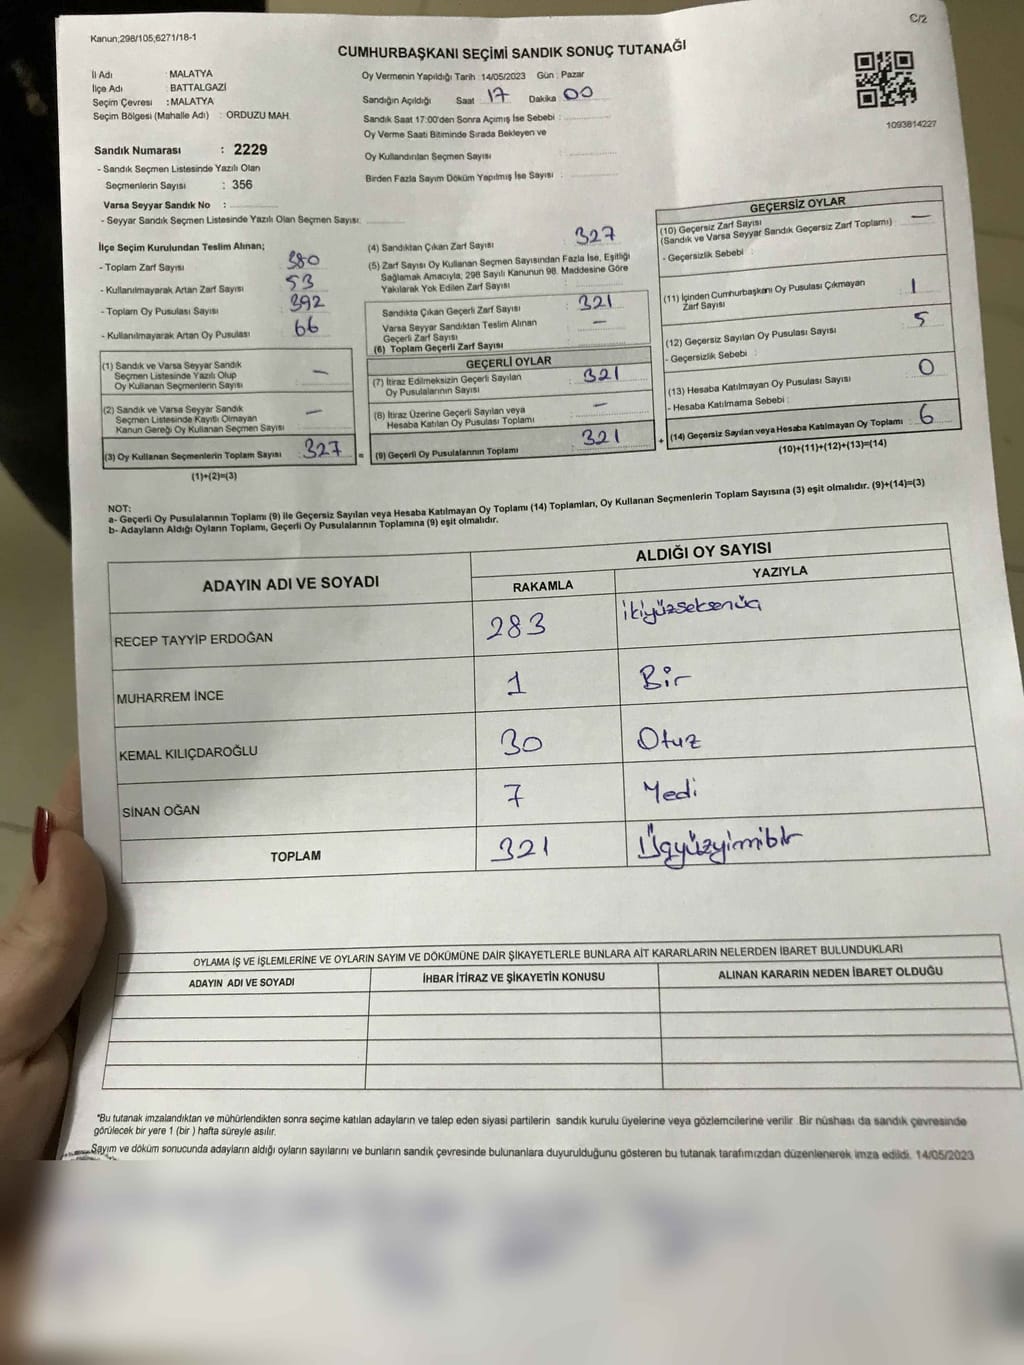 C/2
Kanun;298/105;6271/18-1
CUMHURBAŞKANI SEÇİMİ SANDIK SONUÇ TUTANAĞI
İl Adı : MALATYA
İlçe Adı : BATTALGAZİ
Seçim Çevresi : MALATYA
Seçim Bölgesi (Mahalle Adı) : ORDUZU MAH.
Sandık Numarası : 2229
- Sandık Seçmen Listesinde Yazılı Olan
Seçmenlerin Sayısı : 356
Varsa Seyyar Sandık No :
- Seyyar Sandık Seçmen Listesinde Yazılı Olan Seçmen Sayısı:
Oy Vermenin Yapıldığı Tarih : 14/05/2023 Gün : Pazar
Sandığın Açıldığı Saat : 17 Dakika : 00
Sandık Saat 17:00'den Sonra Açımış İse Sebebi :
Oy Verme Saati Bitiminde Sırada Bekleyen ve
Oy Kullandırılan Seçmen Sayısı :
Birden Fazla Sayım Döküm Yapılmış İse Sayısı :
1093814227
İlçe Seçim Kurulundan Teslim Alınan;
- Toplam Zarf Sayısı : 380
- Kullanılmayarak Artan Zarf Sayısı : 53
- Toplam Oy Pusulası Sayısı : 392
- Kullanılmayarak Artan Oy Pusulası : 66
(1) Sandık ve Varsa Seyyar Sandık
Seçmen Listesinde Yazılı Olup
Oy Kullanan Seçmenlerin Sayısı : —
(2) Sandık ve Varsa Seyyar Sandık
Seçmen Listesinde Kayıtlı Olmayan
Kanun Gereği Oy Kullanan Seçmen Sayısı : —
(3) Oy Kullanan Seçmenlerin Toplam Sayısı : 327
(1)+(2)=(3)
(4) Sandıktan Çıkan Zarf Sayısı : 327
(5) Zarf Sayısı Oy Kullanan Seçmen Sayısından Fazla İse, Eşitliği
Sağlamak Amacıyla, 298 Sayılı Kanunun 98. Maddesine Göre
Yakılarak Yok Edilen Zarf Sayısı :
Sandıkta Çıkan Geçerli Zarf Sayısı : 321
Varsa Seyyar Sandıktan Teslim Alınan
Geçerli Zarf Sayısı : —
(6) Toplam Geçerli Zarf Sayısı :
GEÇERLİ OYLAR
(7) İtiraz Edilmeksizin Geçerli Sayılan
Oy Pusulalarının Sayısı : 321
(8) İtiraz Üzerine Geçerli Sayılan veya
Hesaba Katılan Oy Pusulası Toplamı : —
= (9) Geçerli Oy Pusulalarının Toplamı : 321
GEÇERSİZ OYLAR
(10) Geçersiz Zarf Sayısı
(Sandık ve Varsa Seyyar Sandık Geçersiz Zarf Toplamı) : —
- Geçersizlik Sebebi :
(11) İçinden Cumhurbaşkanı Oy Pusulası Çıkmayan
Zarf Sayısı : 1
(12) Geçersiz Sayılan Oy Pusulası Sayısı : 5
- Geçersizlik Sebebi :
(13) Hesaba Katılmayan Oy Pusulası Sayısı : 0
- Hesaba Katılmama Sebebi :
+ (14) Geçersiz Sayılan veya Hesaba Katılmayan Oy Toplamı : 6
(10)+(11)+(12)+(13)=(14)
NOT:
a- Geçerli Oy Pusulalarının Toplamı (9) ile Geçersiz Sayılan veya Hesaba Katılmayan Oy Toplamı (14) Toplamları, Oy Kullanan Seçmenlerin Toplam Sayısına (3) eşit olmalıdır. (9)+(14)=(3)
b- Adayların Aldığı Oyların Toplamı, Geçerli Oy Pusulalarının Toplamına (9) eşit olmalıdır.
ADAYIN ADI VE SOYADI
ALDIĞI OY SAYISI
RAKAMLA YAZIYLA
RECEP TAYYİP ERDOĞAN 283 ikiyüzseksenüç
MUHARREM İNCE 1 Bir
KEMAL KILIÇDAROĞLU 30 Otuz
SİNAN OĞAN 7 Yedi
TOPLAM 321 Üçyüzyimibir
OYLAMA İŞ VE İŞLEMLERİNE VE OYLARIN SAYIM VE DÖKÜMÜNE DAİR ŞİKAYETLERLE BUNLARA AİT KARARLARIN NELERDEN İBARET BULUNDUKLARI
ADAYIN ADI VE SOYADI İHBAR İTİRAZ VE ŞİKAYETİN KONUSU ALINAN KARARIN NEDEN İBARET OLDUĞU
*Bu tutanak imzalandıktan ve mühürlendikten sonra seçime katılan adayların ve talep eden siyasi partilerin sandık kurulu üyelerine veya gözlemcilerine verilir. Bir nüshası da sandık çevresinde
görülecek bir yere 1 (bir ) hafta süreyle asılır.
Sayım ve döküm sonucunda adayların aldığı oyların sayılarını ve bunların sandık çevresinde bulunanlara duyurulduğunu gösteren bu tutanak tarafımızdan düzenlenerek imza edildi. 14/05/2023